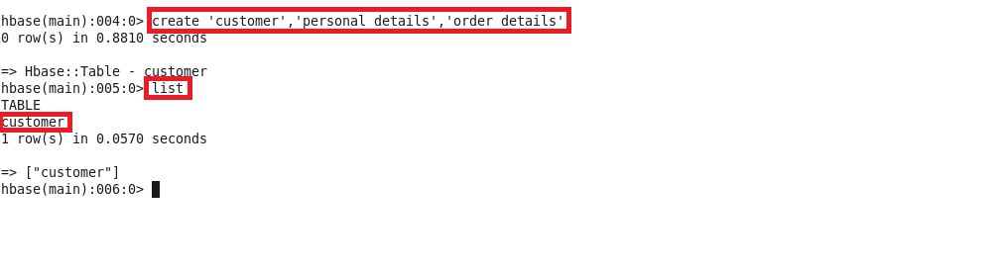 hbase(main):004:0> create 'customer','personal details','order details'
0 row(s) in 0.8810 seconds
=> Hbase::Table - customer
hbase(main):005:0> list
TABLE
customer
1 row(s) in 0.0570 seconds
=> ["customer"]
hbase(main):006:0>